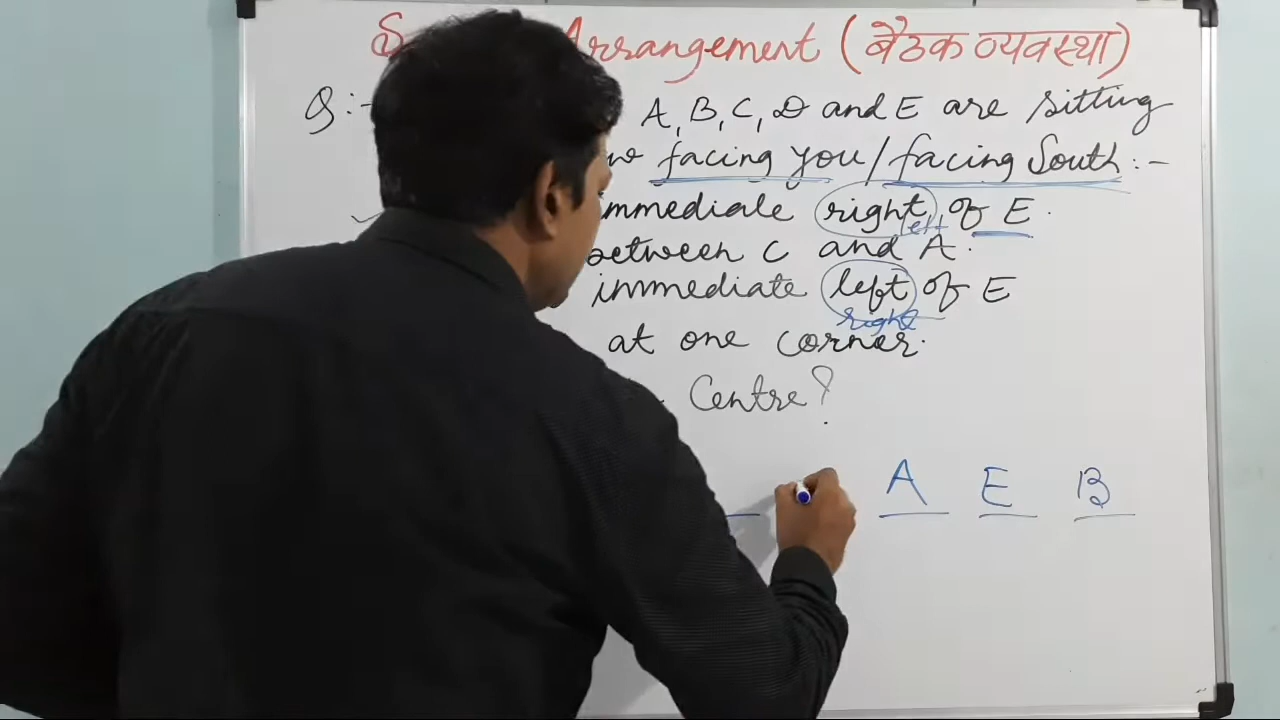 Arrangement (बैठक व्यवस्था)
Q:- A, B, C, D and E are sitting
facing you/facing South:-
immediate right of E.
left
between C and A.
immediate left of E
right
at one corner.
Centre?
A E B